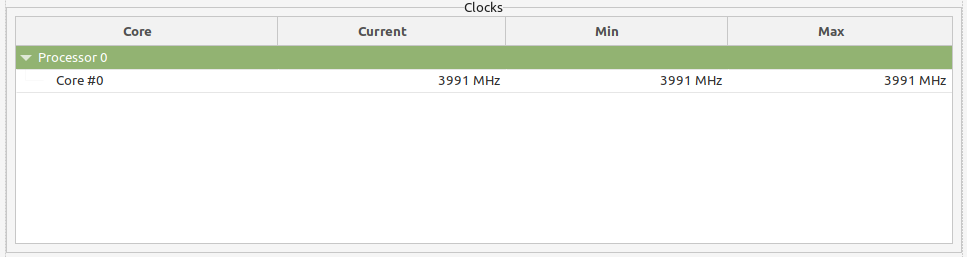 Clocks
Core Current Min Max
Processor 0
Core #0 3991 MHz 3991 MHz 3991 MHz